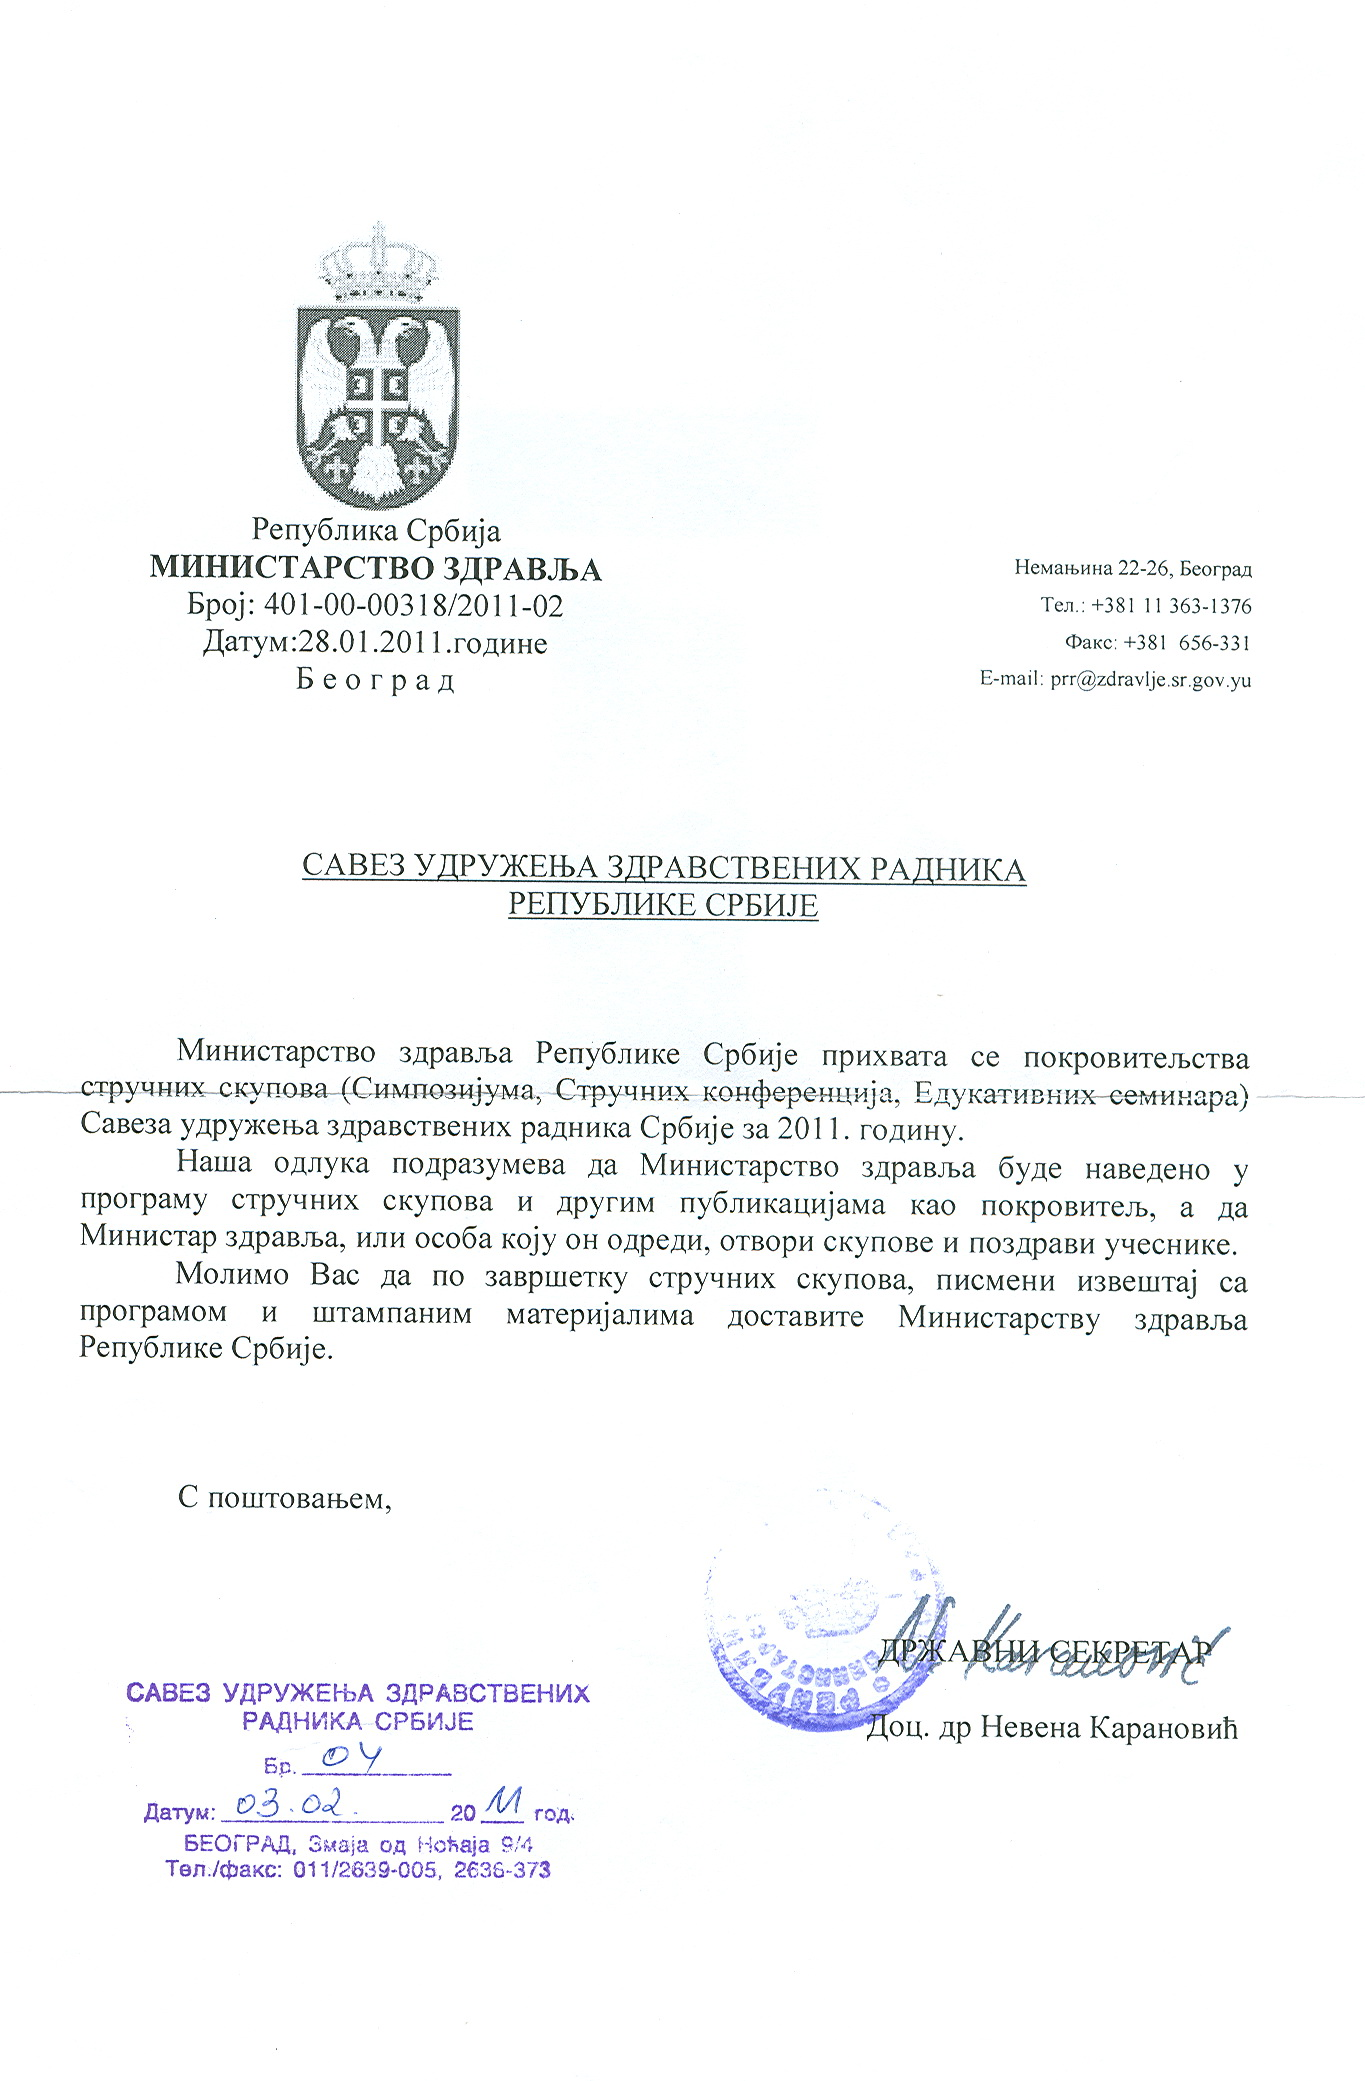 Република Србија
МИНИСТАРСТВО ЗДРАВЉА
Број: 401-00-00318/2011-02
Датум:28.01.2011.године
Б е о г р а д
Немањина 22-26, Београд
Тел.: +381 11 363-1376
Факс: +381 656-331
E-mail: prr@zdravlje.sr.gov.yu
САВЕЗ УДРУЖЕЊА ЗДРАВСТВЕНИХ РАДНИКА
РЕПУБЛИКЕ СРБИЈЕ
Министарство здравља Републике Србије прихвата се покровитељства
стручних скупова (Симпозијума, Стручних конференција, Едукативних семинара)
Савеза удружења здравствених радника Србије за 2011. годину.
Наша одлука подразумева да Министарство здравља буде наведено у
програму стручних скупова и другим публикацијама као покровитељ, а да
Министар здравља, или особа коју он одреди, отвори скупове и поздрави учеснике.
Молимо Вас да по завршетку стручних скупова, писмени извештај са
програмом и штампаним материјалима доставите Министарству здравља
Републике Србије.
С поштовањем,
ДРЖАВНИ СЕКРЕТАР
Доц. др Невена Карановић
САВЕЗ УДРУЖЕЊА ЗДРАВСТВЕНИХ
РАДНИКА СРБИЈЕ
Бр. 04
Датум: 03.02. 2011 год.
БЕОГРАД, Змаја од Ноћаја 9/4
Тел./факс: 011/2639-005, 2636-373